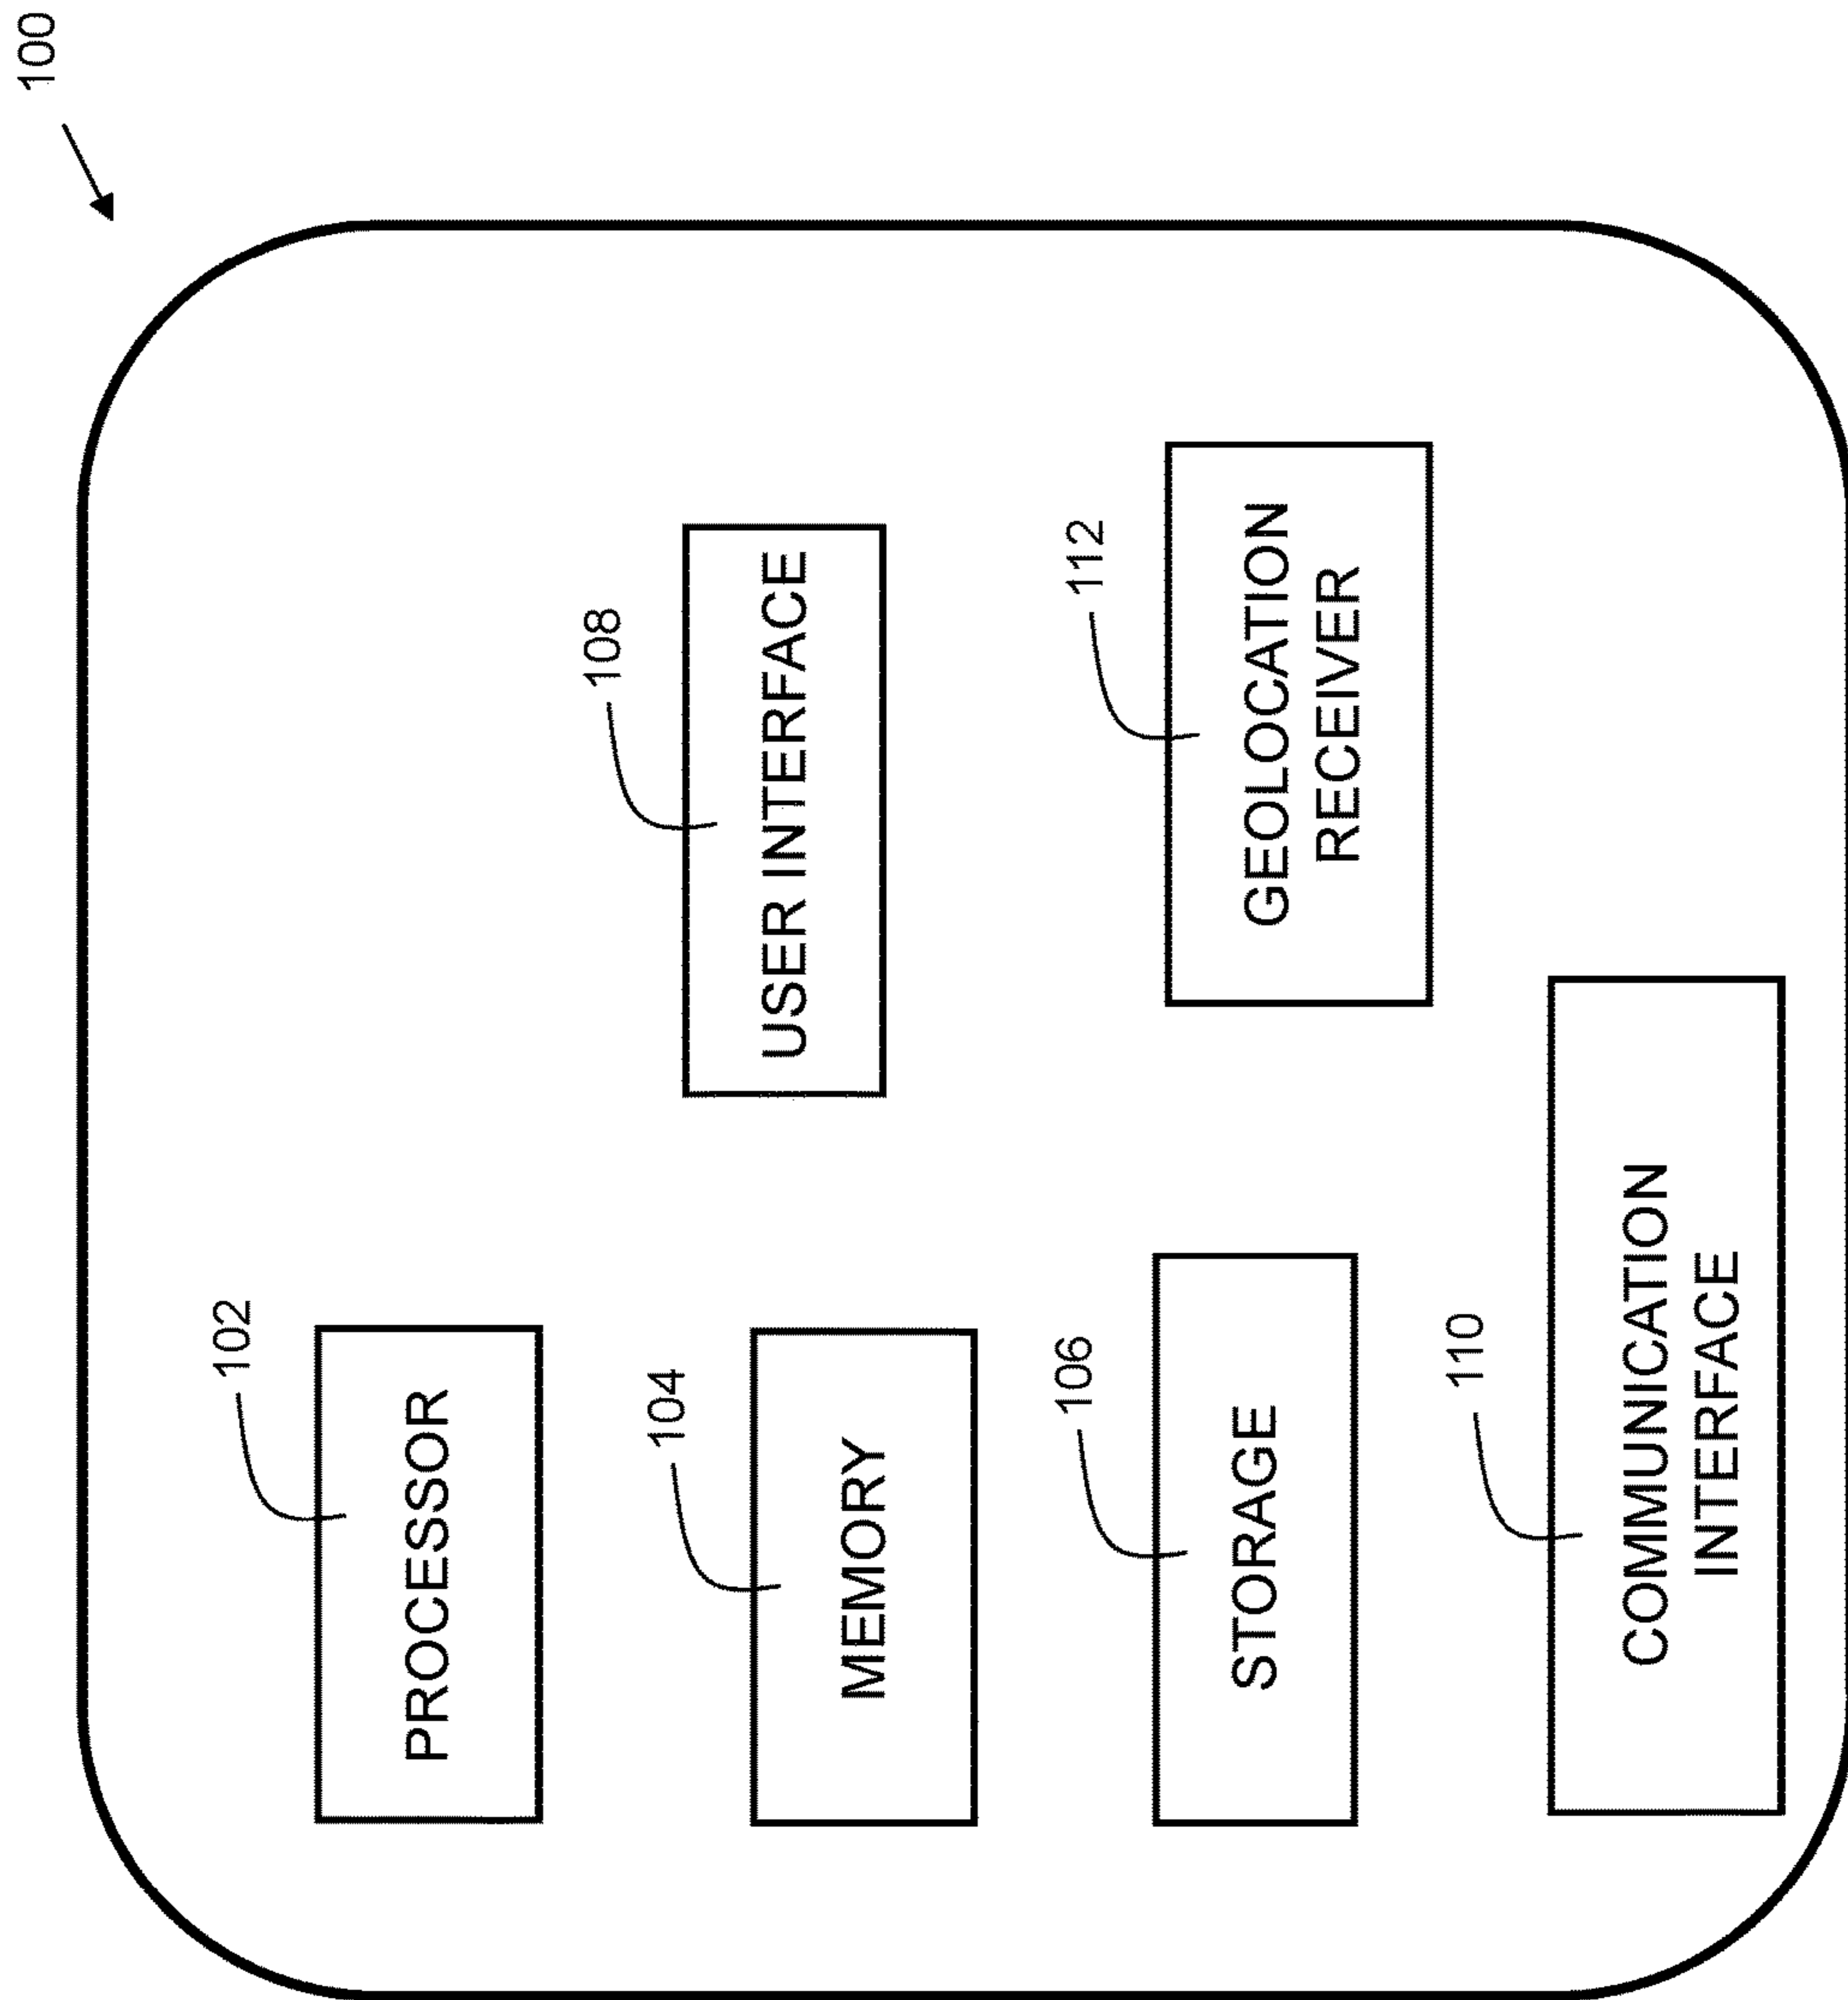 100
102
PROCESSOR
104
MEMORY
106
STORAGE
108
USER INTERFACE
110
COMMUNICATION
INTERFACE
112
GEOLOCATION
RECEIVER